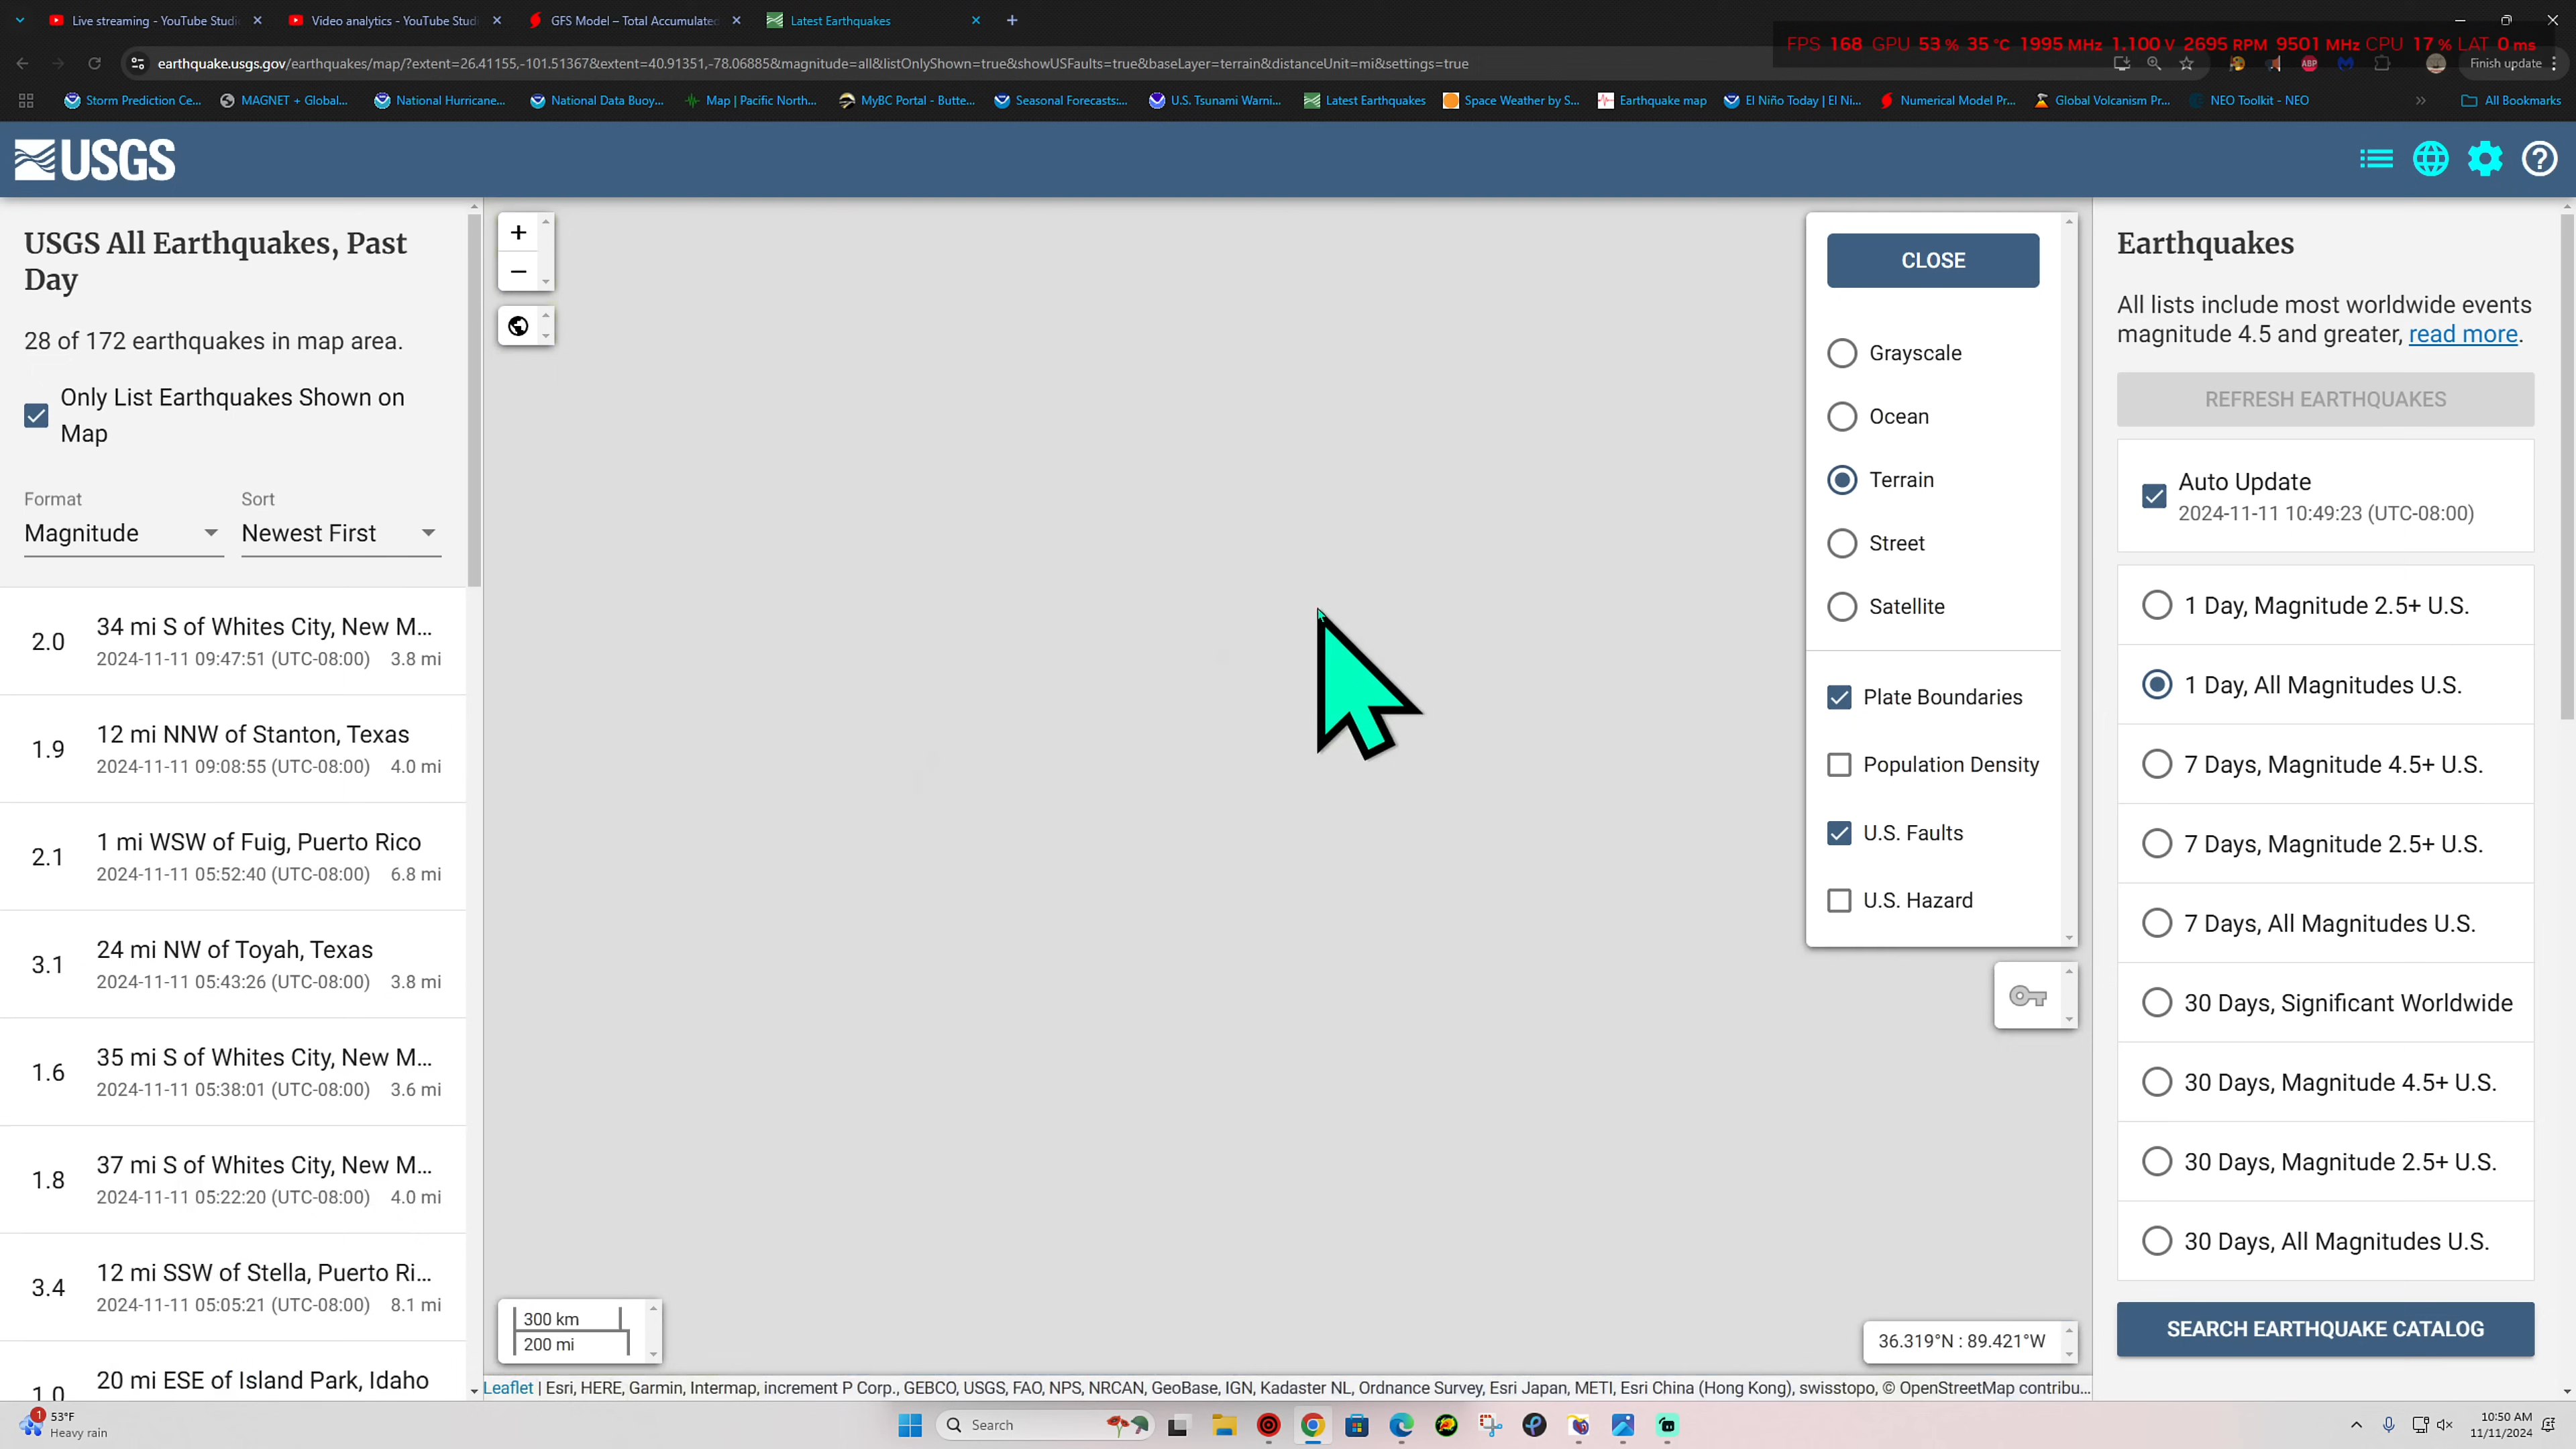 Live streaming - YouTube Studi
Video analytics - YouTube Studi
GFS Model – Total Accumulated
Latest Earthquakes
FPS 168 GPU 53 % 35 °C 1995 MHz 1.100 V 2695 RPM 9501 MHz CPU 17 % LAT 0 ms
earthquake.usgs.gov/earthquakes/map/?extent=26.41155,-101.51367&extent=40.91351,-78.06885&magnitude=all&listOnlyShown=true&showUSFaults=true&baseLayer=terrain&distanceUnit=mi&settings=true
Finish update
Storm Prediction Ce...
MAGNET + Global...
National Hurricane...
National Data Buoy...
Map | Pacific North...
MyBC Portal - Butte...
Seasonal Forecasts:...
U.S. Tsunami Warni...
Latest Earthquakes
Space Weather by S...
Earthquake map
El Niño Today | El Ni...
Numerical Model Pr...
Global Volcanism Pr...
NEO Toolkit - NEO
All Bookmarks
USGS
USGS All Earthquakes, Past
Day
28 of 172 earthquakes in map area.
Only List Earthquakes Shown on
Map
Format
Sort
Magnitude
Newest First
2.0
34 mi S of Whites City, New M...
2024-11-11 09:47:51 (UTC-08:00) 3.8 mi
1.9
12 mi NNW of Stanton, Texas
2024-11-11 09:08:55 (UTC-08:00) 4.0 mi
2.1
1 mi WSW of Fuig, Puerto Rico
2024-11-11 05:52:40 (UTC-08:00) 6.8 mi
3.1
24 mi NW of Toyah, Texas
2024-11-11 05:43:26 (UTC-08:00) 3.8 mi
1.6
35 mi S of Whites City, New M...
2024-11-11 05:38:01 (UTC-08:00) 3.6 mi
1.8
37 mi S of Whites City, New M...
2024-11-11 05:22:20 (UTC-08:00) 4.0 mi
3.4
12 mi SSW of Stella, Puerto Ri...
2024-11-11 05:05:21 (UTC-08:00) 8.1 mi
1.0
20 mi ESE of Island Park, Idaho
300 km
200 mi
CLOSE
Grayscale
Ocean
Terrain
Street
Satellite
Plate Boundaries
Population Density
U.S. Faults
U.S. Hazard
36.319°N : 89.421°W
Leaflet | Esri, HERE, Garmin, Intermap, increment P Corp., GEBCO, USGS, FAO, NPS, NRCAN, GeoBase, IGN, Kadaster NL, Ordnance Survey, Esri Japan, METI, Esri China (Hong Kong), swisstopo, © OpenStreetMap contribu...
Earthquakes
All lists include most worldwide events
magnitude 4.5 and greater, read more.
REFRESH EARTHQUAKES
Auto Update
2024-11-11 10:49:23 (UTC-08:00)
1 Day, Magnitude 2.5+ U.S.
1 Day, All Magnitudes U.S.
7 Days, Magnitude 4.5+ U.S.
7 Days, Magnitude 2.5+ U.S.
7 Days, All Magnitudes U.S.
30 Days, Significant Worldwide
30 Days, Magnitude 4.5+ U.S.
30 Days, Magnitude 2.5+ U.S.
30 Days, All Magnitudes U.S.
SEARCH EARTHQUAKE CATALOG
1
53°F
Heavy rain
Search
10:50 AM
11/11/2024